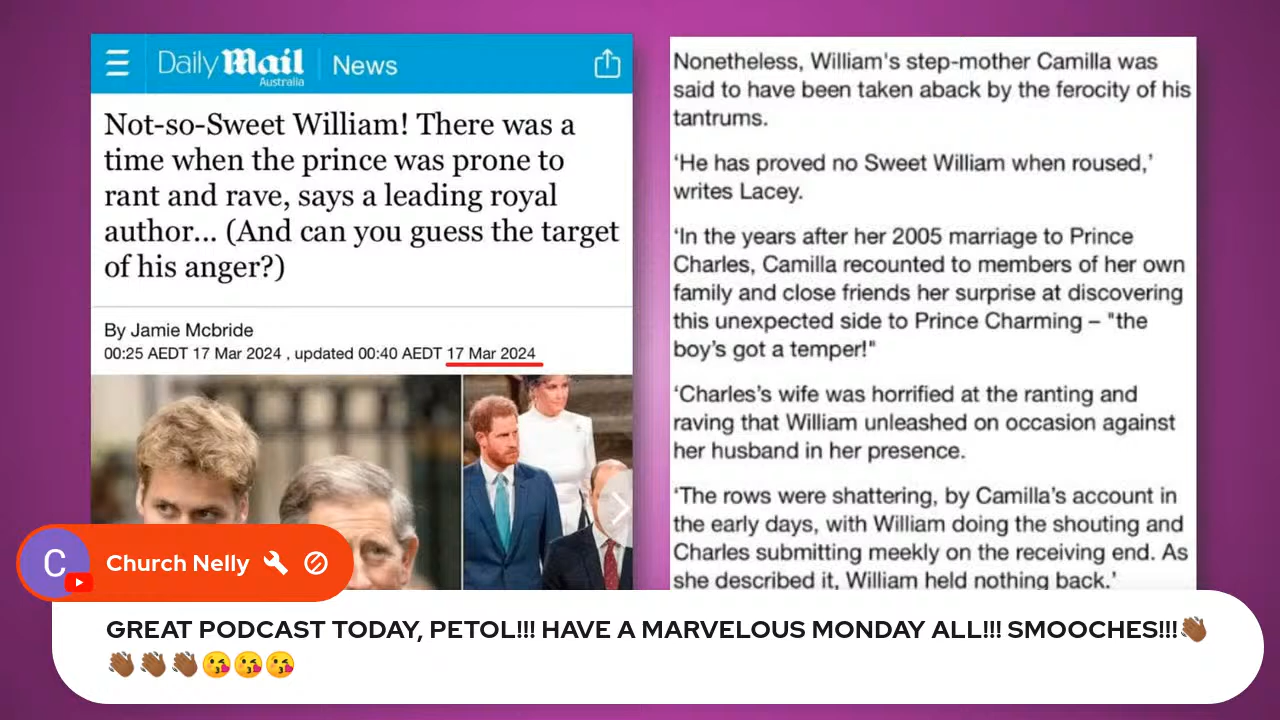 Daily Mail
Australia
News
Not-so-Sweet William! There was a
time when the prince was prone to
rant and rave, says a leading royal
author... (And can you guess the target
of his anger?)
By Jamie Mcbride
00:25 AEDT 17 Mar 2024 , updated 00:40 AEDT 17 Mar 2024
Nonetheless, William's step-mother Camilla was
said to have been taken aback by the ferocity of his
tantrums.
‘He has proved no Sweet William when roused,’
writes Lacey.
‘In the years after her 2005 marriage to Prince
Charles, Camilla recounted to members of her own
family and close friends her surprise at discovering
this unexpected side to Prince Charming – "the
boy’s got a temper!"
‘Charles’s wife was horrified at the ranting and
raving that William unleashed on occasion against
her husband in her presence.
‘The rows were shattering, by Camilla’s account in
the early days, with William doing the shouting and
Charles submitting meekly on the receiving end. As
she described it, William held nothing back.’
C
Church Nelly
GREAT PODCAST TODAY, PETOL!!! HAVE A MARVELOUS MONDAY ALL!!! SMOOCHES!!!👋🏾
👋🏾👋🏾👋🏾😘😘😘